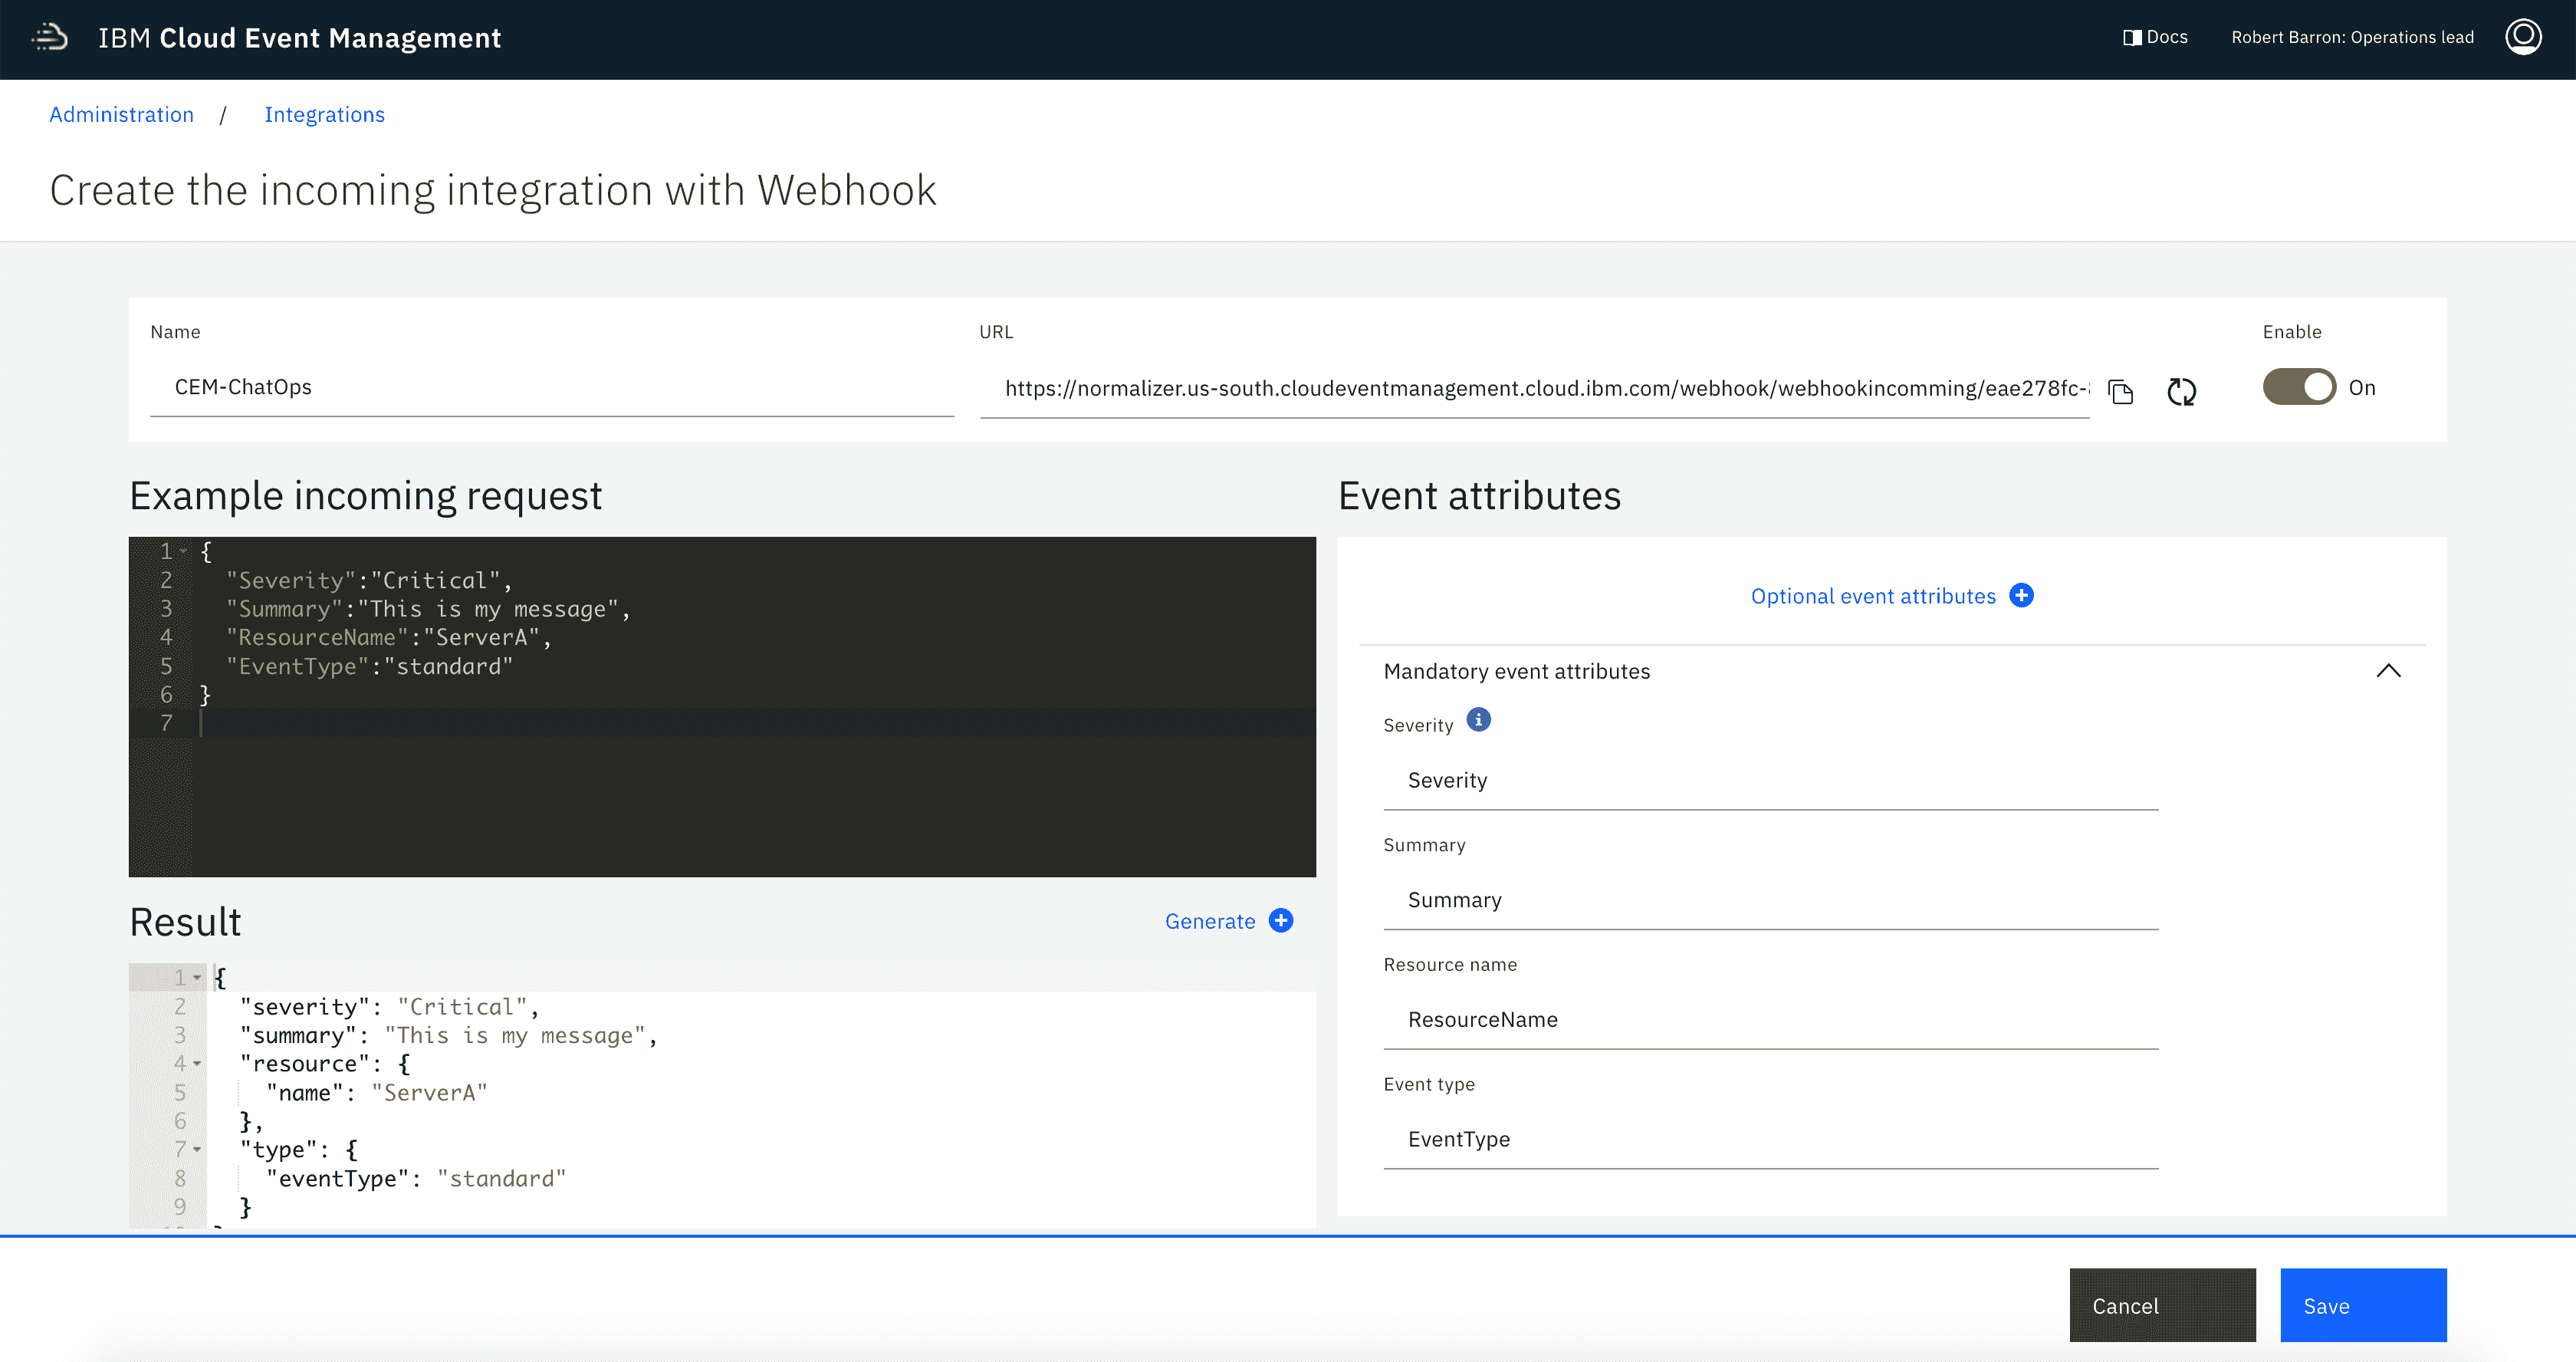 IBM Cloud Event Management
Docs
Robert Barron: Operations lead
Administration / Integrations
Create the incoming integration with Webhook
Name
URL
Enable
CEM-ChatOps
https://normalizer.us-south.cloudeventmanagement.cloud.ibm.com/webhook/webhookincomming/eae278fc-
On
Example incoming request
1 {
2 "Severity":"Critical",
3 "Summary":"This is my message",
4 "ResourceName":"ServerA",
5 "EventType":"standard"
6 }
7
Result
Generate
1 {
2 "severity": "Critical",
3 "summary": "This is my message",
4 "resource": {
5 "name": "ServerA"
6 },
7 "type": {
8 "eventType": "standard"
9 }
Event attributes
Optional event attributes
Mandatory event attributes
Severity
Severity
Summary
Summary
Resource name
ResourceName
Event type
EventType
Cancel
Save